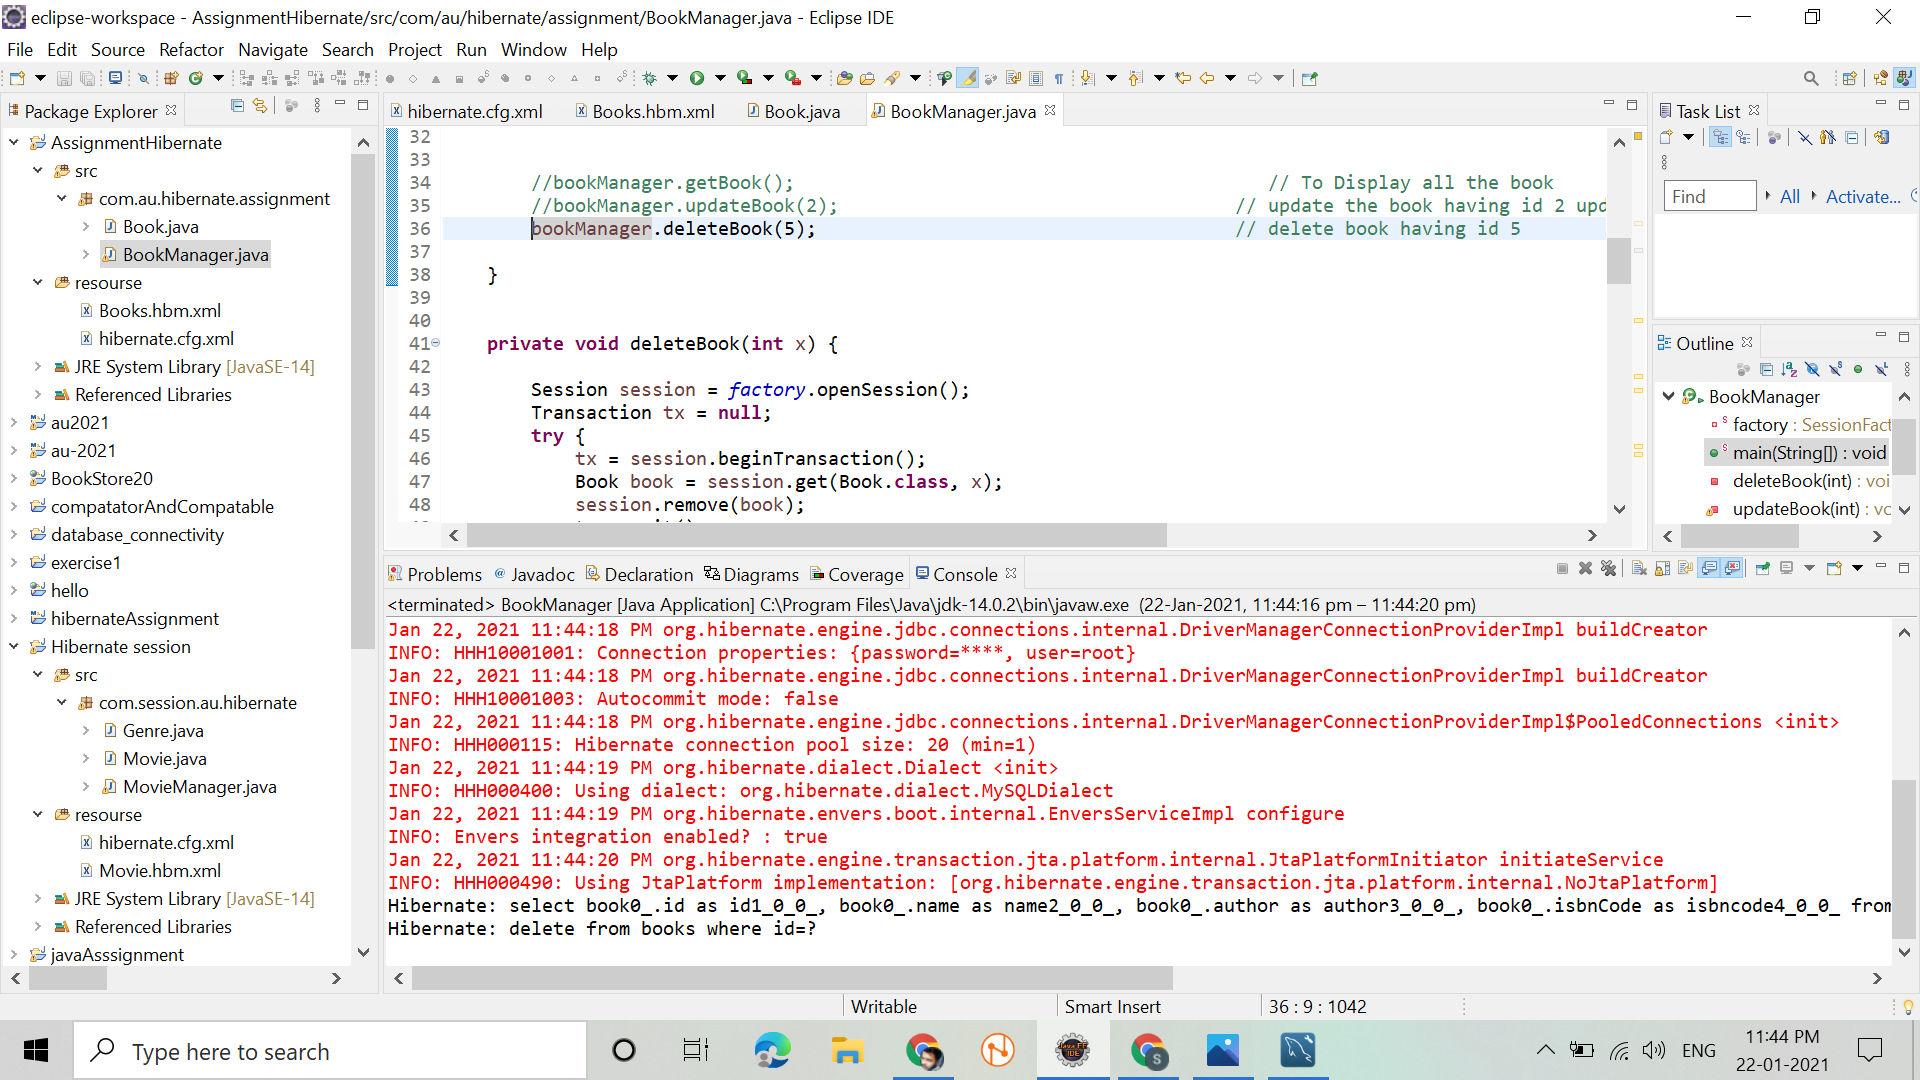 eclipse-workspace - AssignmentHibernate/src/com/au/hibernate/assignment/BookManager.java - Eclipse IDE
File Edit Source Refactor Navigate Search Project Run Window Help
Package Explorer
AssignmentHibernate
src
com.au.hibernate.assignment
Book.java
BookManager.java
resourse
Books.hbm.xml
hibernate.cfg.xml
JRE System Library [JavaSE-14]
Referenced Libraries
au2021
au-2021
BookStore20
compatatorAndCompatable
database_connectivity
exercise1
hello
hibernateAssignment
Hibernate session
src
com.session.au.hibernate
Genre.java
Movie.java
MovieManager.java
resourse
hibernate.cfg.xml
Movie.hbm.xml
JRE System Library [JavaSE-14]
Referenced Libraries
javaAsssignment
hibernate.cfg.xml Books.hbm.xml Book.java BookManager.java
32
33
34 //bookManager.getBook(); // To Display all the book
35 //bookManager.updateBook(2); // update the book having id 2 upd
36 bookManager.deleteBook(5); // delete book having id 5
37
38 }
39
40
41 private void deleteBook(int x) {
42
43 Session session = factory.openSession();
44 Transaction tx = null;
45 try {
46 tx = session.beginTransaction();
47 Book book = session.get(Book.class, x);
48 session.remove(book);
Task List
Find All Activate...
Outline
BookManager
factory : SessionFact
main(String[]) : void
deleteBook(int) : voi
updateBook(int) : vc
Problems Javadoc Declaration Diagrams Coverage Console
<terminated> BookManager [Java Application] C:\Program Files\Java\jdk-14.0.2\bin\javaw.exe (22-Jan-2021, 11:44:16 pm – 11:44:20 pm)
Jan 22, 2021 11:44:18 PM org.hibernate.engine.jdbc.connections.internal.DriverManagerConnectionProviderImpl buildCreator
INFO: HHH10001001: Connection properties: {password=****, user=root}
Jan 22, 2021 11:44:18 PM org.hibernate.engine.jdbc.connections.internal.DriverManagerConnectionProviderImpl buildCreator
INFO: HHH10001003: Autocommit mode: false
Jan 22, 2021 11:44:18 PM org.hibernate.engine.jdbc.connections.internal.DriverManagerConnectionProviderImpl$PooledConnections <init>
INFO: HHH000115: Hibernate connection pool size: 20 (min=1)
Jan 22, 2021 11:44:19 PM org.hibernate.dialect.Dialect <init>
INFO: HHH000400: Using dialect: org.hibernate.dialect.MySQLDialect
Jan 22, 2021 11:44:19 PM org.hibernate.envers.boot.internal.EnversServiceImpl configure
INFO: Envers integration enabled? : true
Jan 22, 2021 11:44:20 PM org.hibernate.engine.transaction.jta.platform.internal.JtaPlatformInitiator initiateService
INFO: HHH000490: Using JtaPlatform implementation: [org.hibernate.engine.transaction.jta.platform.internal.NoJtaPlatform]
Hibernate: select book0_.id as id1_0_0_, book0_.name as name2_0_0_, book0_.author as author3_0_0_, book0_.isbnCode as isbncode4_0_0_ from
Hibernate: delete from books where id=?
Writable Smart Insert 36 : 9 : 1042
Type here to search
ENG
11:44 PM
22-01-2021